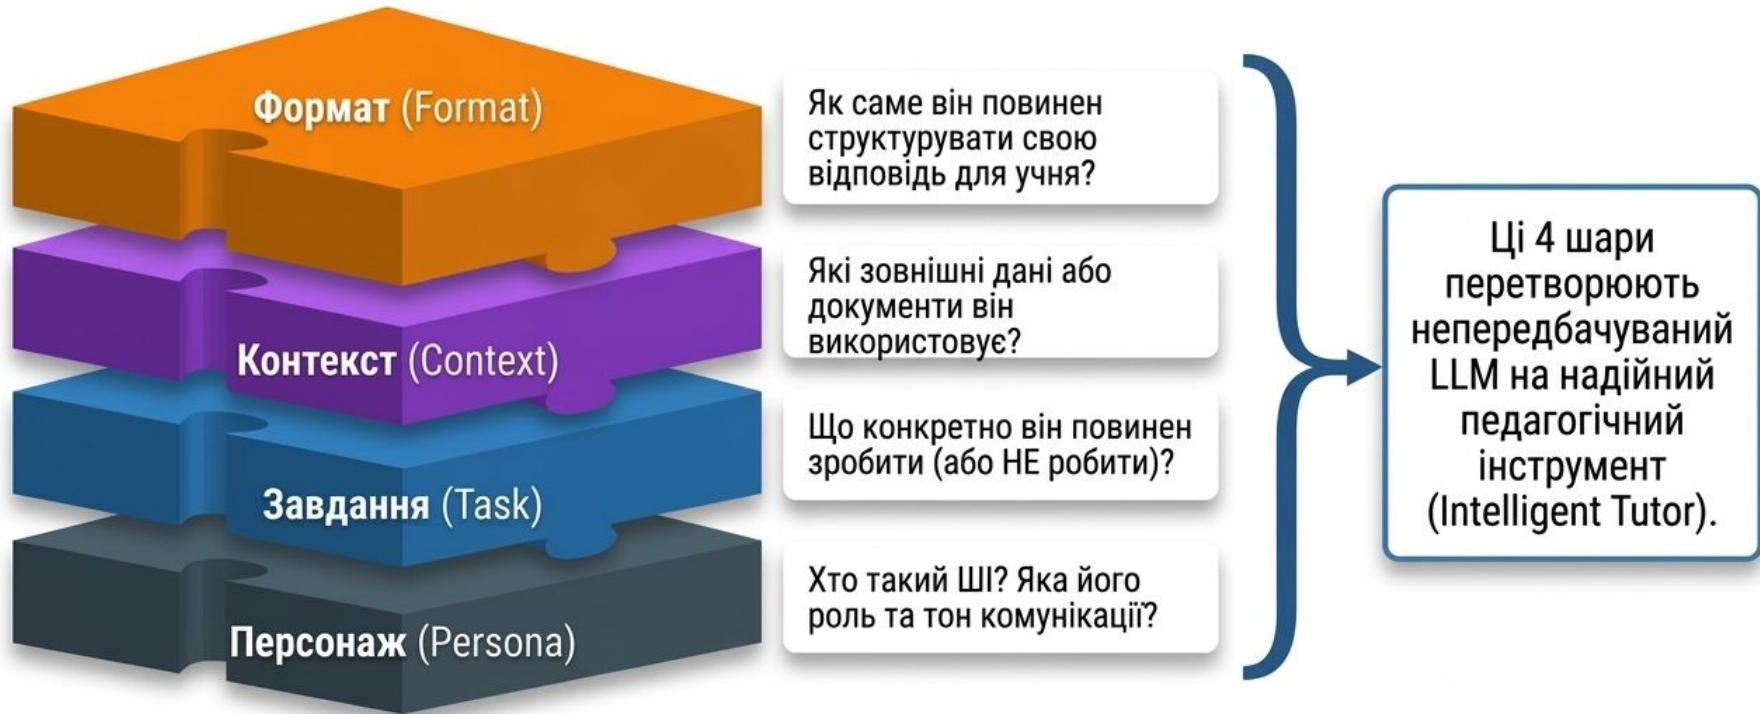 Формат (Format)
Як саме він повинен
структурувати свою
відповідь для учня?
Контекст (Context)
Які зовнішні дані або
документи він
використовує?
Завдання (Task)
Що конкретно він повинен
зробити (або НЕ робити)?
Персонаж (Persona)
Хто такий ШІ? Яка його
роль та тон комунікації?
Ці 4 шари
перетворюють
непередбачуваний
LLM на надійний
педагогічний
інструмент
(Intelligent Tutor).